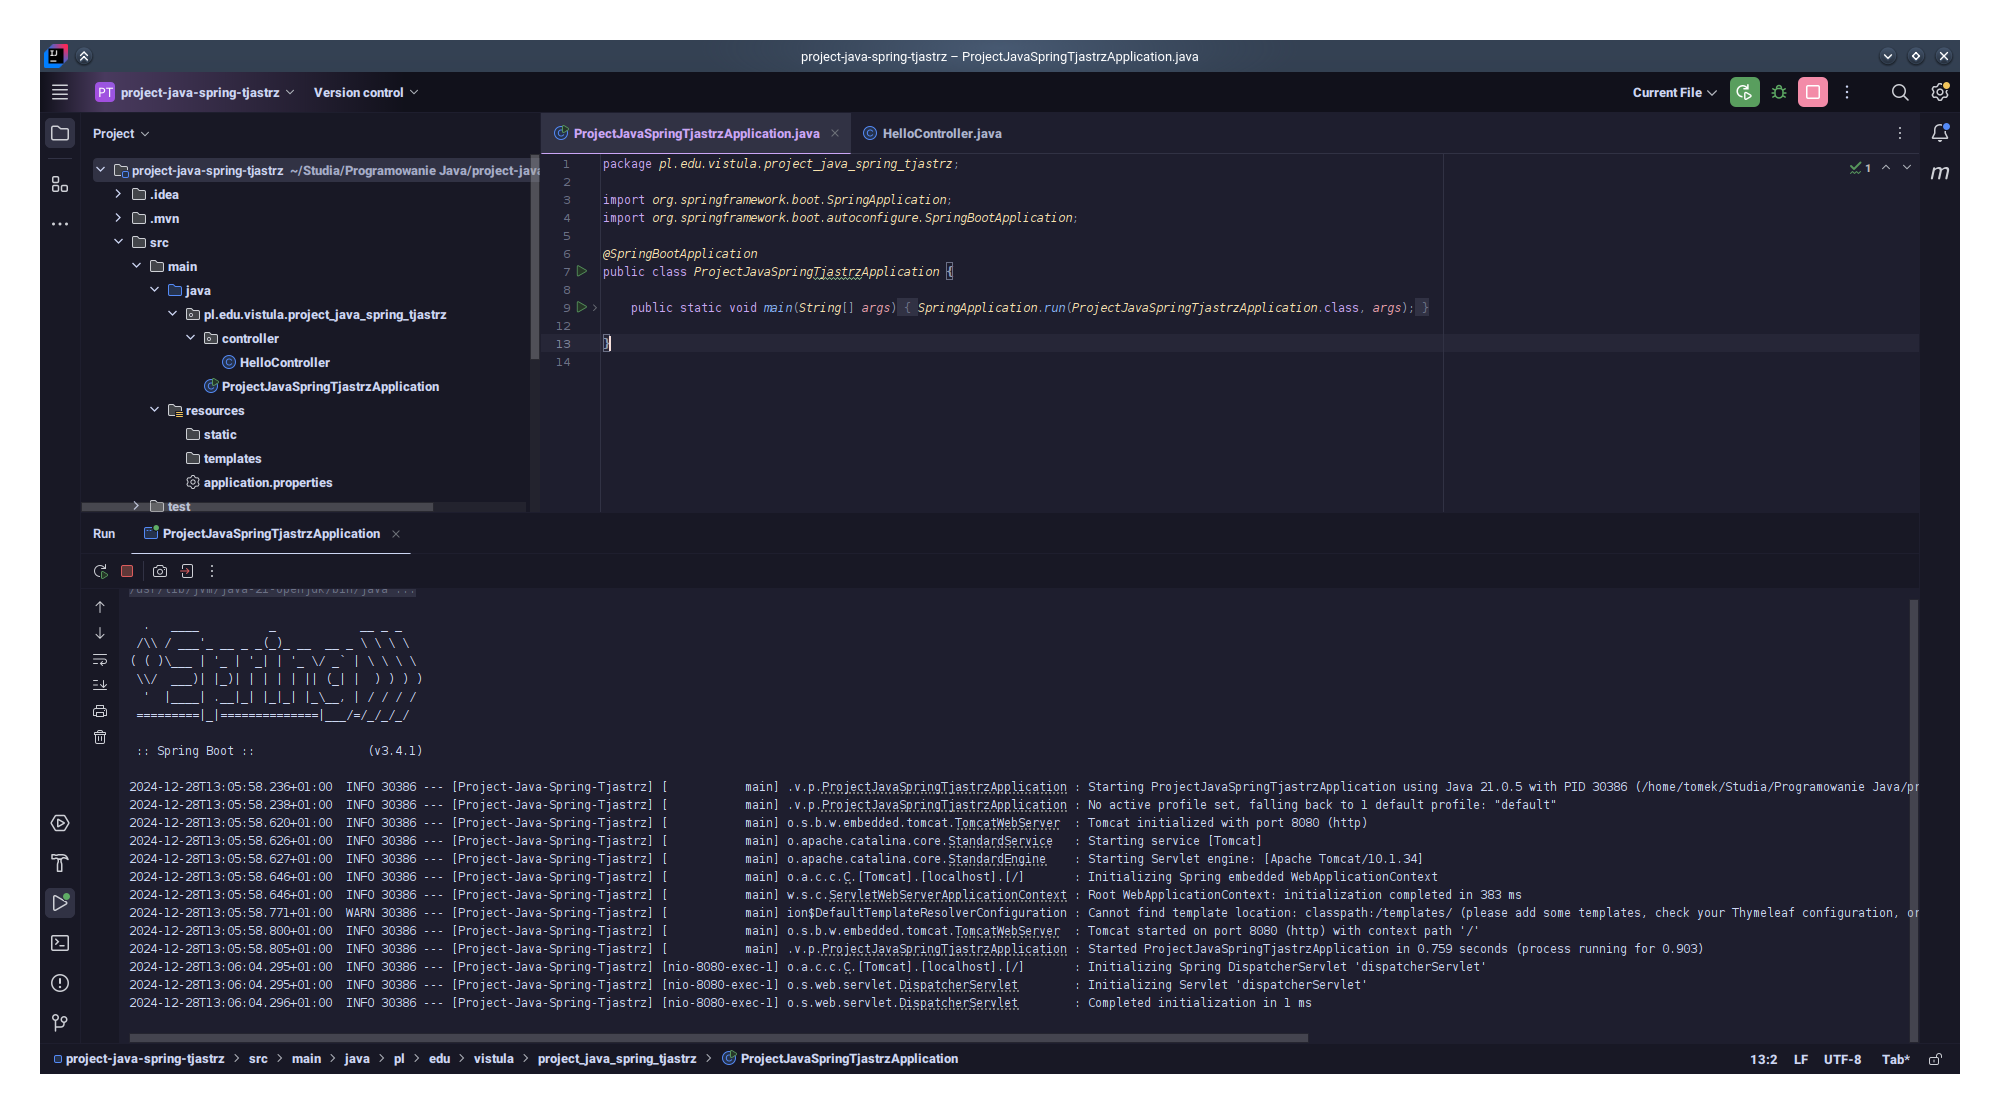 project-java-spring-tjastrz – ProjectJavaSpringTjastrzApplication.java
PT project-java-spring-tjastrz Version control Current File
Project
ProjectJavaSpringTjastrzApplication.java
HelloController.java
project-java-spring-tjastrz ~/Studia/Programowanie Java/project-java
.idea
.mvn
src
main
java
pl.edu.vistula.project_java_spring_tjastrz
controller
HelloController
ProjectJavaSpringTjastrzApplication
resources
static
templates
application.properties
test
1 package pl.edu.vistula.project_java_spring_tjastrz;
2
3 import org.springframework.boot.SpringApplication;
4 import org.springframework.boot.autoconfigure.SpringBootApplication;
5
6 @SpringBootApplication
7 public class ProjectJavaSpringTjastrzApplication {
8
9 public static void main(String[] args) { SpringApplication.run(ProjectJavaSpringTjastrzApplication.class, args); }
12
13 }
14
1
Run ProjectJavaSpringTjastrzApplication
/usr/lib/jvm/java-21-openjdk/bin/java ...
  .   ____          _            __ _ _
 /\\ / ___'_ __ _ _(_)_ __  __ _ \ \ \ \
( ( )\___ | '_ | '_| | '_ \/ _` | \ \ \ \
 \\/  ___)| |_)| | | | | || (_| |  ) ) ) )
  '  |____| .__|_| |_|_| |_\__, | / / / /
 =========|_|==============|___/=/_/_/_/
:: Spring Boot :: (v3.4.1)
2024-12-28T13:05:58.236+01:00 INFO 30386 --- [Project-Java-Spring-Tjastrz] [ main] .v.p.ProjectJavaSpringTjastrzApplication : Starting ProjectJavaSpringTjastrzApplication using Java 21.0.5 with PID 30386 (/home/tomek/Studia/Programowanie Java/pr
2024-12-28T13:05:58.238+01:00 INFO 30386 --- [Project-Java-Spring-Tjastrz] [ main] .v.p.ProjectJavaSpringTjastrzApplication : No active profile set, falling back to 1 default profile: "default"
2024-12-28T13:05:58.620+01:00 INFO 30386 --- [Project-Java-Spring-Tjastrz] [ main] o.s.b.w.embedded.tomcat.TomcatWebServer : Tomcat initialized with port 8080 (http)
2024-12-28T13:05:58.626+01:00 INFO 30386 --- [Project-Java-Spring-Tjastrz] [ main] o.apache.catalina.core.StandardService : Starting service [Tomcat]
2024-12-28T13:05:58.627+01:00 INFO 30386 --- [Project-Java-Spring-Tjastrz] [ main] o.apache.catalina.core.StandardEngine : Starting Servlet engine: [Apache Tomcat/10.1.34]
2024-12-28T13:05:58.646+01:00 INFO 30386 --- [Project-Java-Spring-Tjastrz] [ main] o.a.c.c.C.[Tomcat].[localhost].[/] : Initializing Spring embedded WebApplicationContext
2024-12-28T13:05:58.646+01:00 INFO 30386 --- [Project-Java-Spring-Tjastrz] [ main] w.s.c.ServletWebServerApplicationContext : Root WebApplicationContext: initialization completed in 383 ms
2024-12-28T13:05:58.771+01:00 WARN 30386 --- [Project-Java-Spring-Tjastrz] [ main] ion$DefaultTemplateResolverConfiguration : Cannot find template location: classpath:/templates/ (please add some templates, check your Thymeleaf configuration, or
2024-12-28T13:05:58.800+01:00 INFO 30386 --- [Project-Java-Spring-Tjastrz] [ main] o.s.b.w.embedded.tomcat.TomcatWebServer : Tomcat started on port 8080 (http) with context path '/'
2024-12-28T13:05:58.805+01:00 INFO 30386 --- [Project-Java-Spring-Tjastrz] [ main] .v.p.ProjectJavaSpringTjastrzApplication : Started ProjectJavaSpringTjastrzApplication in 0.759 seconds (process running for 0.903)
2024-12-28T13:06:04.295+01:00 INFO 30386 --- [Project-Java-Spring-Tjastrz] [nio-8080-exec-1] o.a.c.c.C.[Tomcat].[localhost].[/] : Initializing Spring DispatcherServlet 'dispatcherServlet'
2024-12-28T13:06:04.295+01:00 INFO 30386 --- [Project-Java-Spring-Tjastrz] [nio-8080-exec-1] o.s.web.servlet.DispatcherServlet : Initializing Servlet 'dispatcherServlet'
2024-12-28T13:06:04.296+01:00 INFO 30386 --- [Project-Java-Spring-Tjastrz] [nio-8080-exec-1] o.s.web.servlet.DispatcherServlet : Completed initialization in 1 ms
project-java-spring-tjastrz > src > main > java > pl > edu > vistula > project_java_spring_tjastrz > ProjectJavaSpringTjastrzApplication 13:2 LF UTF-8 Tab*